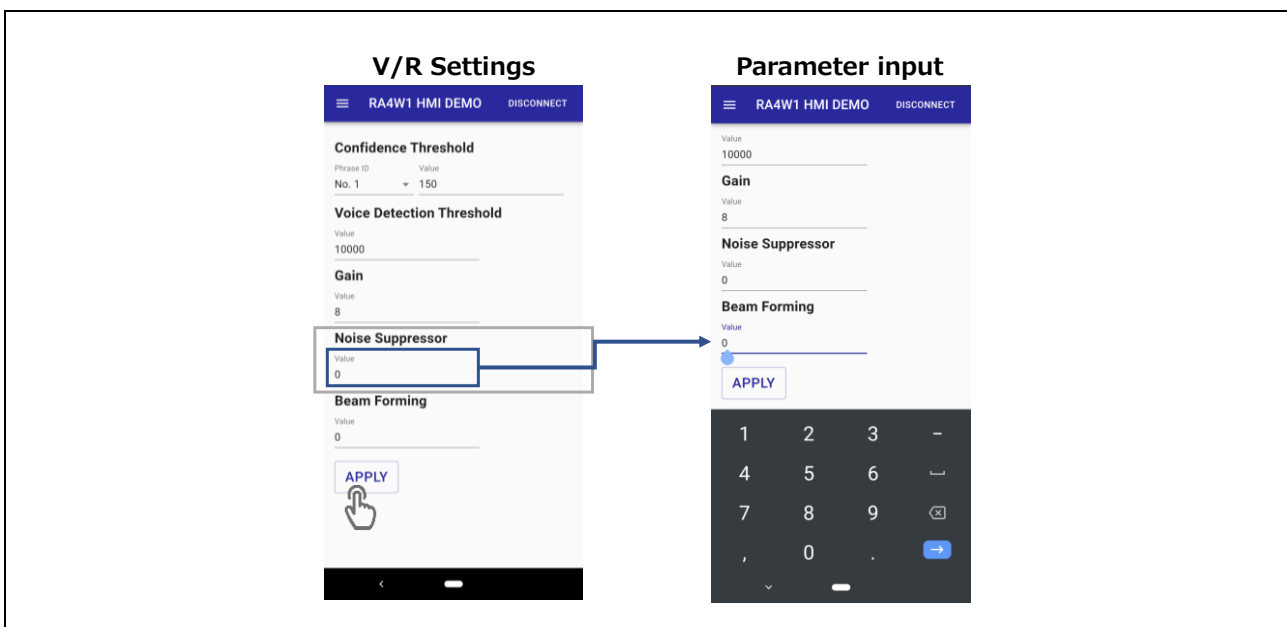 V/R Settings
RA4W1 HMI DEMO DISCONNECT
Confidence Threshold
Phrase ID Value
No. 1 150
Voice Detection Threshold
Value
10000
Gain
Value
8
Noise Suppressor
Value
0
Beam Forming
Value
0
APPLY
Parameter input
RA4W1 HMI DEMO DISCONNECT
Value
10000
Gain
Value
8
Noise Suppressor
Value
0
Beam Forming
Value
0
APPLY
1 2 3 -
4 5 6
7 8 9
, 0 .